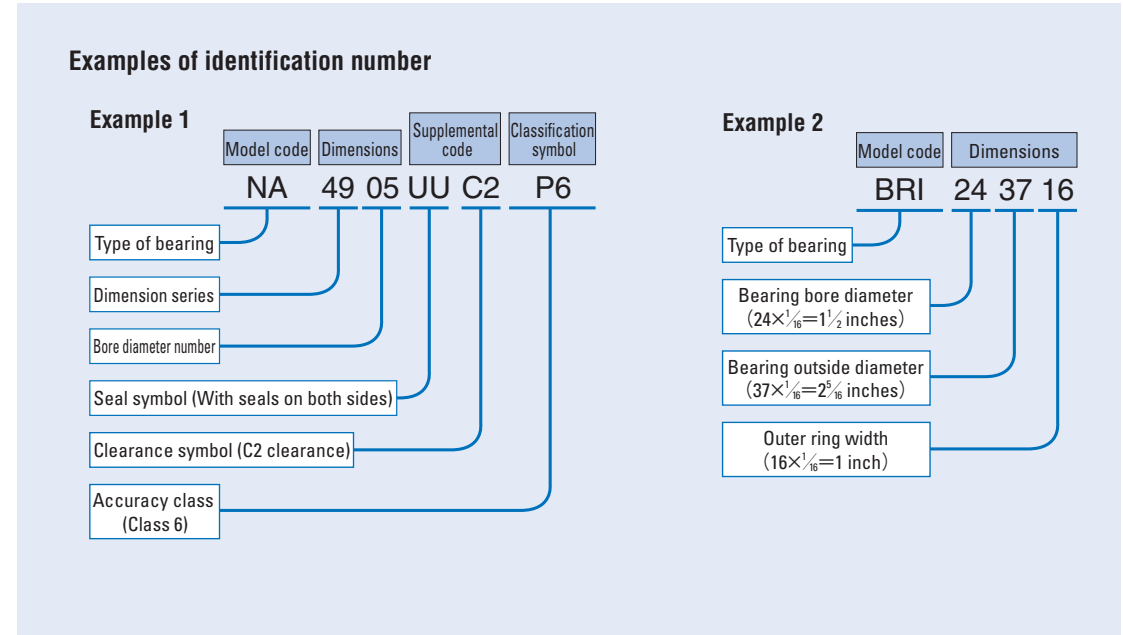 Examples of identification number
Example 1
Model code Dimensions Supplemental code Classification symbol
NA 49 05 UU C2 P6
Type of bearing
Dimension series
Bore diameter number
Seal symbol (With seals on both sides)
Clearance symbol (C2 clearance)
Accuracy class
(Class 6)
Example 2
Model code Dimensions
BRI 24 37 16
Type of bearing
Bearing bore diameter
(24×1/16=1 1/2 inches)
Bearing outside diameter
(37×1/16=2 5/16 inches)
Outer ring width
(16×1/16=1 inch)